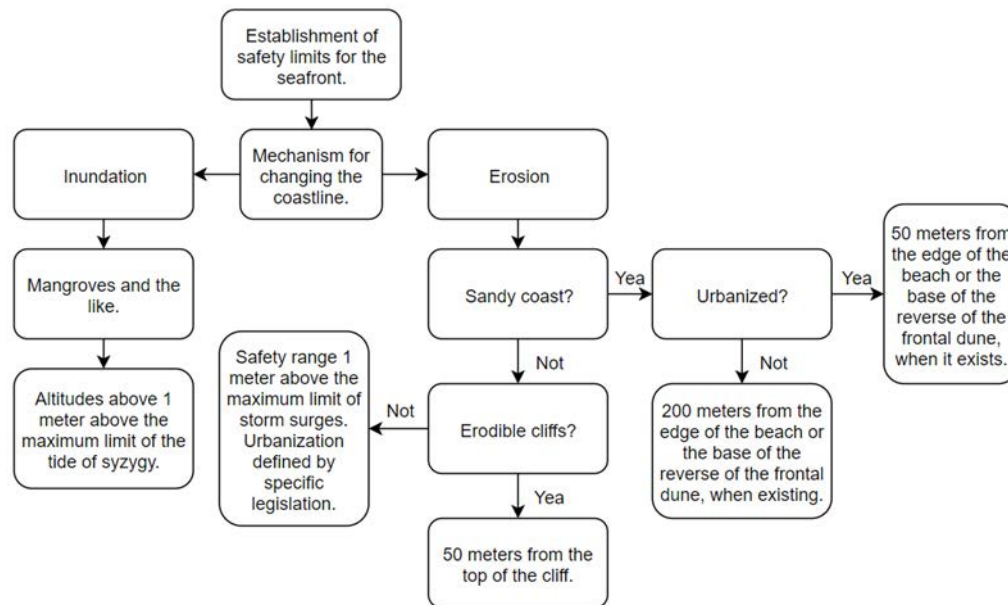 Establishment of
safety limits for the
seafront.
Inundation
Mechanism for
changing the
coastline.
Erosion
Mangroves and the
like.
Sandy coast?
Yea
Urbanized?
Yea
50 meters from
the edge of the
beach or the
base of the
reverse of the
frontal dune,
when it exists.
Not
Not
Altitudes above 1
meter above the
maximum limit of the
tide of syzygy.
Safety range 1
meter above the
maximum limit of
storm surges.
Urbanization
defined by
specific
legislation.
Not
Erodible cliffs?
200 meters from the
edge of the beach or
the base of the
reverse of the frontal
dune, when existing.
Yea
50 meters from the
top of the cliff.